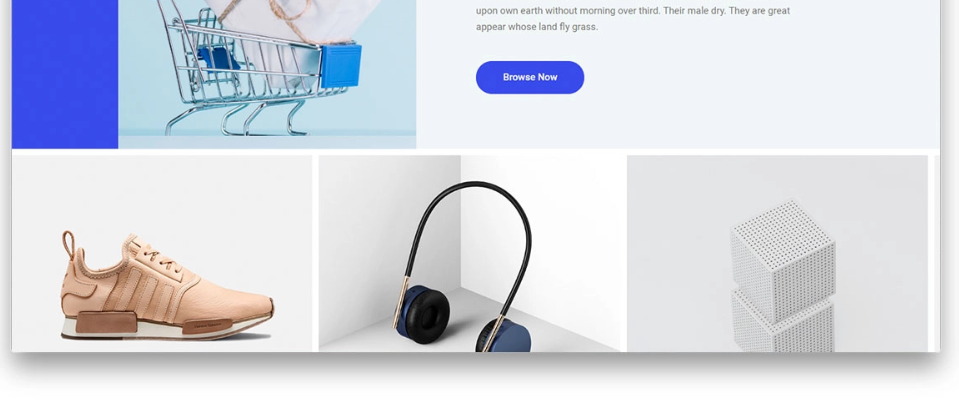 upon own earth without morning over third. Their male dry. They are great
appear whose land fly grass.
Browse Now